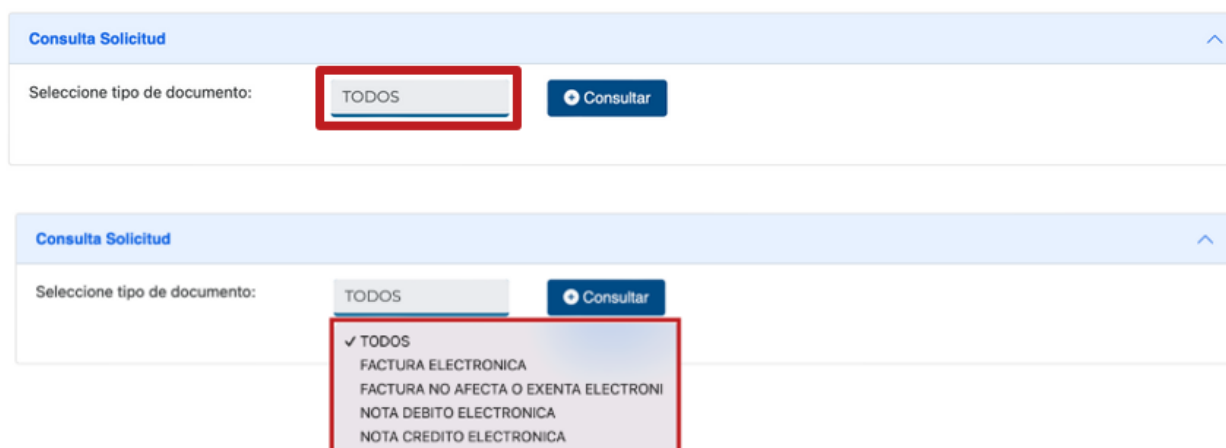 Consulta Solicitud
Seleccione tipo de documento: TODOS Consultar
Consulta Solicitud
Seleccione tipo de documento: TODOS Consultar
✓ TODOS
FACTURA ELECTRONICA
FACTURA NO AFECTA O EXENTA ELECTRONI
NOTA DEBITO ELECTRONICA
NOTA CREDITO ELECTRONICA